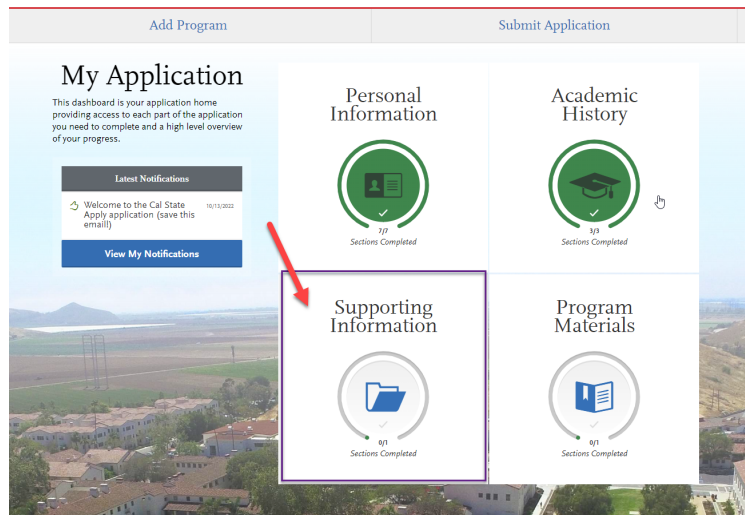 Add Program
Submit Application
My Application
This dashboard is your application home
providing access to each part of the application
you need to complete and a high level overview
of your progress.
Latest Notifications
Welcome to the Cal State
Apply application (save this
email!)
10/13/2022
View My Notifications
Personal
Information
7/7
Sections Completed
Academic
History
3/3
Sections Completed
Supporting
Information
0/1
Sections Completed
Program
Materials
0/1
Sections Completed